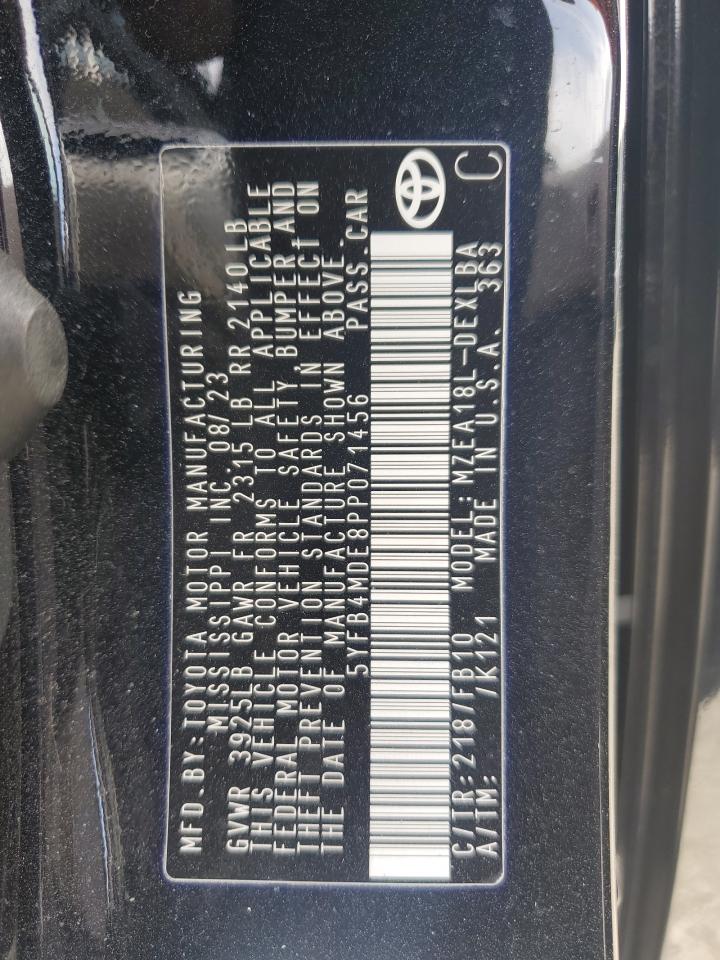 MFD.BY:TOYOTA MOTOR MANUFACTURING
MISSISSIPPI INC 08/23
GVWR 3925LB GAWR FR 2315 LB RR 2140LB
THIS VEHICLE CONFORMS TO ALL APPLICABLE
FEDERAL MOTOR VEHICLE SAFETY, BUMPER AND
THEFT PREVENTION STANDARDS IN EFFECT ON
THE DATE OF MANUFACTURE SHOWN ABOVE.
5YFB4MDE8PP071456 PASS.CAR
C/TR:218/FB10 MODEL:MZEA18L-DEXLBA
A/TM: /K121 MADE IN U.S.A. 363
C